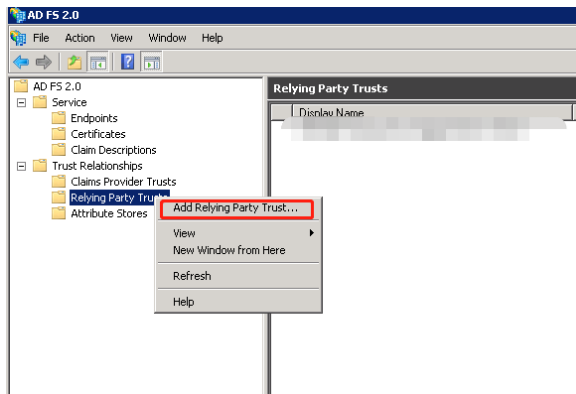 AD FS 2.0
File Action View Window Help
AD FS 2.0
Service
Endpoints
Certificates
Claim Descriptions
Trust Relationships
Claims Provider Trusts
Relying Party Trusts
Attribute Stores
Relying Party Trusts
Display Name
Add Relying Party Trust...
View
New Window from Here
Refresh
Help